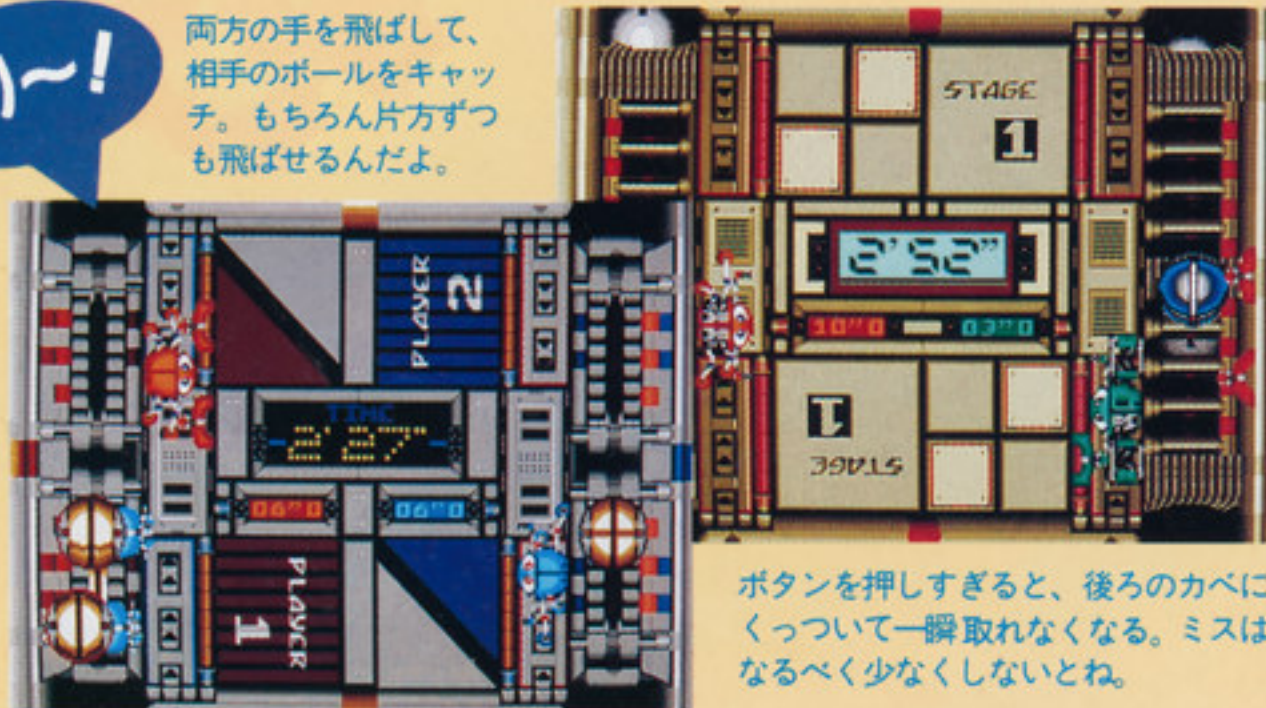 り〜!
両方の手を飛ばして、
相手のボールをキャッ
チ。もちろん片方ずつ
も飛ばせるんだよ。
STAGE
1
2'52"
10"0 03"0
1
STAGE
PLAYER
2
TIME
2'27"
06"0 06"0
PLAYER
1
ボタンを押しすぎると、後ろのカベに
くっついて一瞬取れなくなる。ミスは
なるべく少なくしないとね。